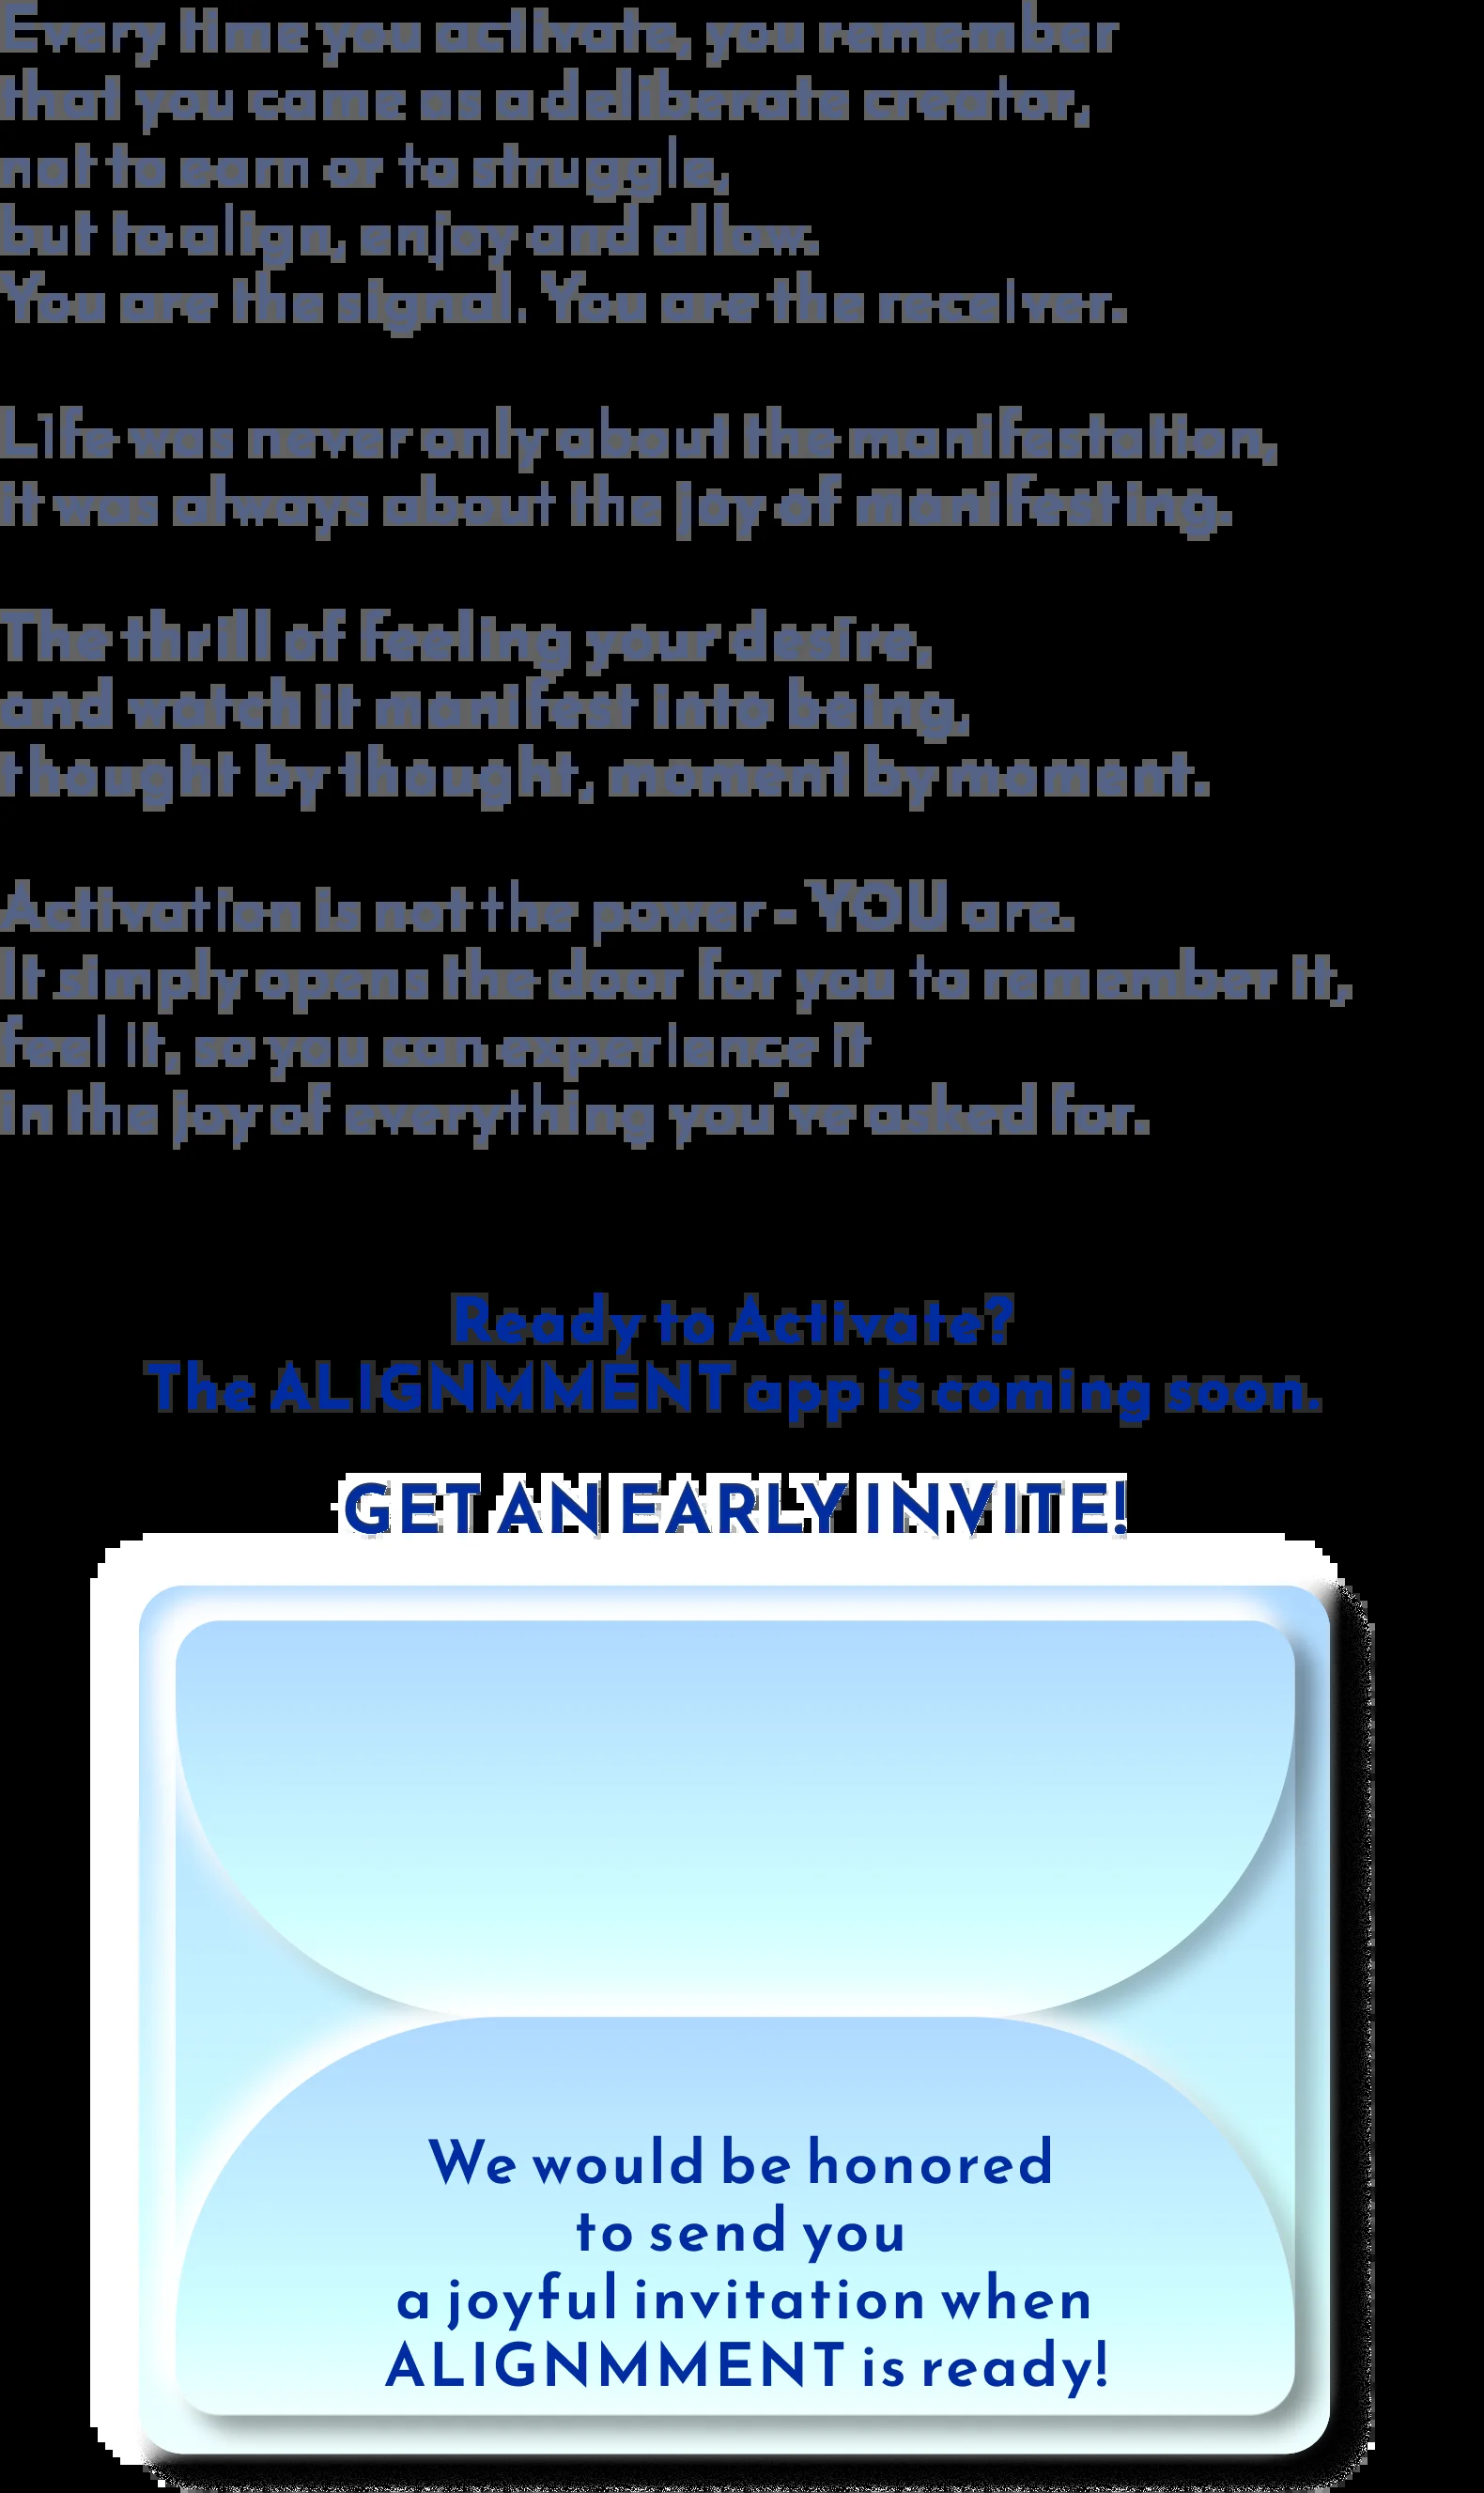 Every time you activate, you remember
that you came as a deliberate creator,
not to earn or to struggle,
but to align, enjoy and allow.
You are the signal. You are the receiver.
Life was never only about the manifestation,
it was always about the joy of manifesting.
The thrill of feeling your desire,
and watch it manifest into being,
thought by thought, moment by moment.
Activation is not the power - YOU are.
It simply opens the door for you to remember it,
feel it, so you can experience it
in the joy of everything you've asked for.
Ready to Activate?
The ALIGNMMENT app is coming soon.
GET AN EARLY INVITE!
We would be honored
to send you
a joyful invitation when
ALIGNMMENT is ready!